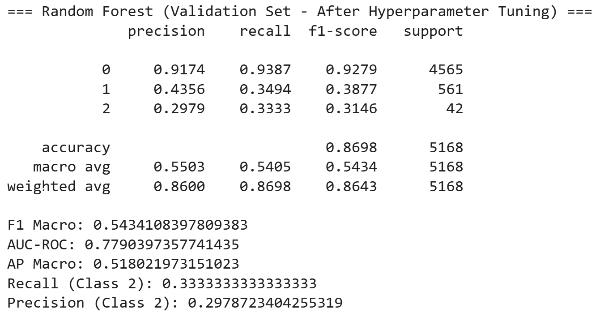 === Random Forest (Validation Set - After Hyperparameter Tuning) ===
precision recall f1-score support
0 0.9174 0.9387 0.9279 4565
1 0.4356 0.3494 0.3877 561
2 0.2979 0.3333 0.3146 42
accuracy 0.8698 5168
macro avg 0.5503 0.5405 0.5434 5168
weighted avg 0.8600 0.8698 0.8643 5168
F1 Macro: 0.5434108397809383
AUC-ROC: 0.7790397357741435
AP Macro: 0.518021973151023
Recall (Class 2): 0.3333333333333333
Precision (Class 2): 0.2978723404255319